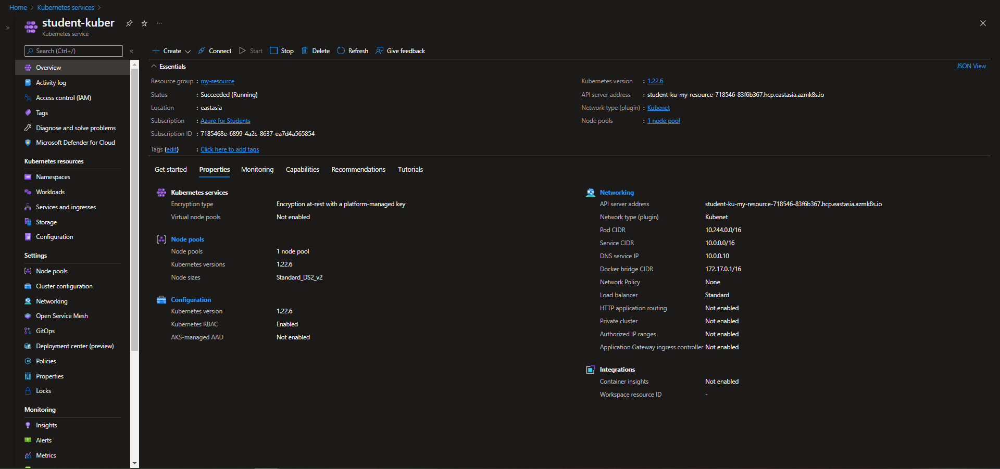 Home > Kubernetes services >
student-kuber
Kubernetes service
Search (Ctrl+/)
Overview
Activity log
Access control (IAM)
Tags
Diagnose and solve problems
Microsoft Defender for Cloud
Kubernetes resources
Namespaces
Workloads
Services and ingresses
Storage
Configuration
Settings
Node pools
Cluster configuration
Networking
Open Service Mesh
GitOps
Deployment center (preview)
Policies
Properties
Locks
Monitoring
Insights
Alerts
Metrics
Create Connect Start Stop Delete Refresh Give feedback
Essentials
JSON View
Resource group : my-resource
Status : Succeeded (Running)
Location : eastasia
Subscription : Azure for Students
Subscription ID : 7185468e-6899-4a2c-8637-ea7d4a565854
Tags (edit) : Click here to add tags
Kubernetes version : 1.22.6
API server address : student-ku-my-resource-718546-83f6b367.hcp.eastasia.azmk8s.io
Network type (plugin) : Kubenet
Node pools : 1 node pool
Get started Properties Monitoring Capabilities Recommendations Tutorials
Kubernetes services
Encryption type Encryption at-rest with a platform-managed key
Virtual node pools Not enabled
Node pools
Node pools 1 node pool
Kubernetes versions 1.22.6
Node sizes Standard_DS2_v2
Configuration
Kubernetes version 1.22.6
Kubernetes RBAC Enabled
AKS-managed AAD Not enabled
Networking
API server address student-ku-my-resource-718546-83f6b367.hcp.eastasia.azmk8s.io
Network type (plugin) Kubenet
Pod CIDR 10.244.0.0/16
Service CIDR 10.0.0.0/16
DNS service IP 10.0.0.10
Docker bridge CIDR 172.17.0.1/16
Network Policy None
Load balancer Standard
HTTP application routing Not enabled
Private cluster Not enabled
Authorized IP ranges Not enabled
Application Gateway ingress controller Not enabled
Integrations
Container insights Not enabled
Workspace resource ID -